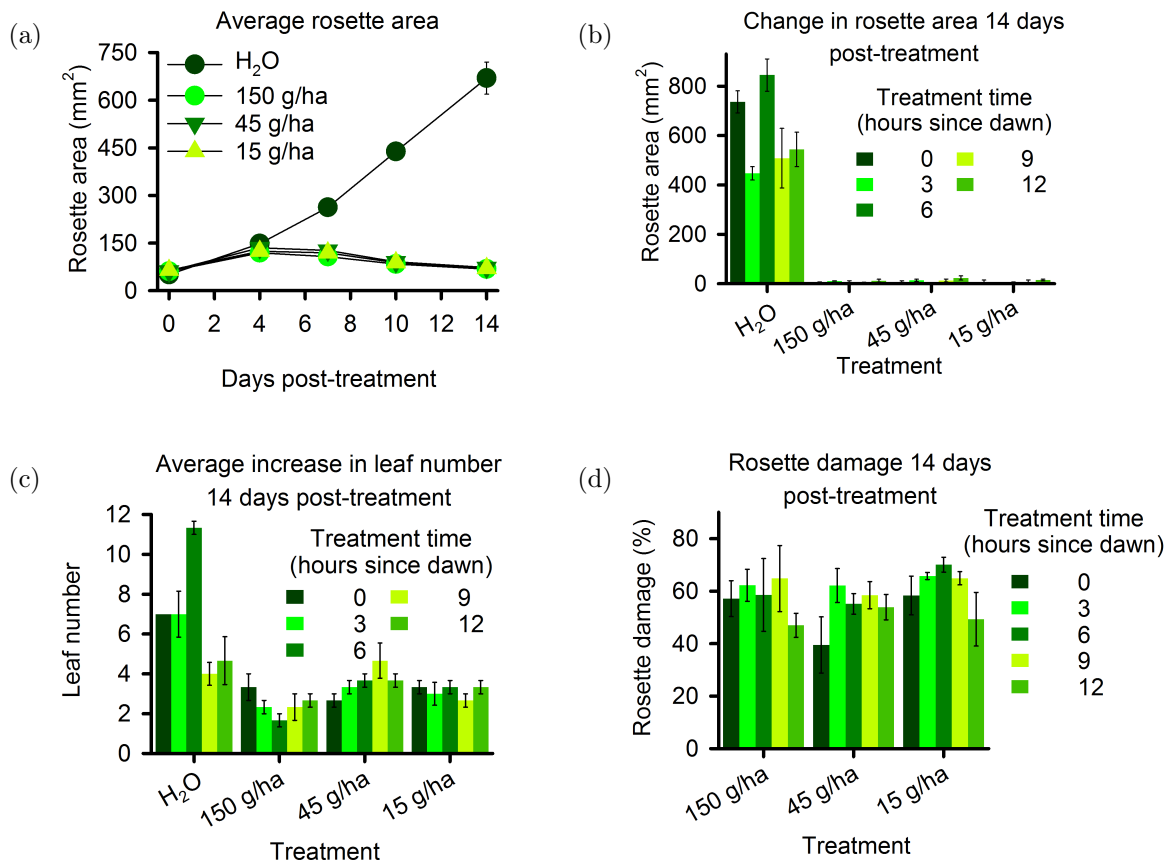 (a)
Average rosette area
Rosette area (mm²)
750
600
450
300
150
0
H₂O
150 g/ha
45 g/ha
15 g/ha
0 2 4 6 8 10 12 14
Days post-treatment
(b)
Change in rosette area 14 days
post-treatment
Rosette area (mm²)
800
600
400
200
0
Treatment time
(hours since dawn)
0 9
3 12
6
H₂O 150 g/ha 45 g/ha 15 g/ha
Treatment
(c)
Average increase in leaf number
14 days post-treatment
Leaf number
12
10
8
6
4
2
0
Treatment time
(hours since dawn)
0 9
3 12
6
H₂O 150 g/ha 45 g/ha 15 g/ha
Treatment
(d)
Rosette damage 14 days
post-treatment
Rosette damage (%)
80
60
40
20
0
Treatment time
(hours since dawn)
0
3
6
9
12
150 g/ha 45 g/ha 15 g/ha
Treatment